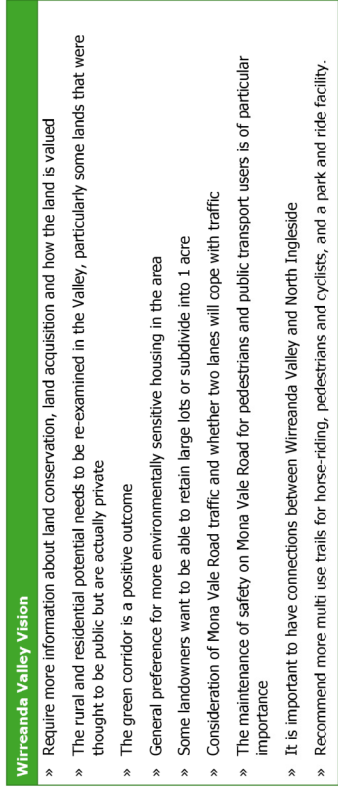 Wirreanda Valley Vision
» Require more information about land conservation, land acquisition and how the land is valued
» The rural and residential potential needs to be re-examined in the Valley, particularly some lands that were
thought to be public but are actually private
» The green corridor is a positive outcome
» General preference for more environmentally sensitive housing in the area
» Some landowners want to be able to retain large lots or subdivide into 1 acre
» Consideration of Mona Vale Road traffic and whether two lanes will cope with traffic
» The maintenance of safety on Mona Vale Road for pedestrians and public transport users is of particular
importance
» It is important to have connections between Wirreanda Valley and North Ingleside
» Recommend more multi use trails for horse-riding, pedestrians and cyclists, and a park and ride facility.